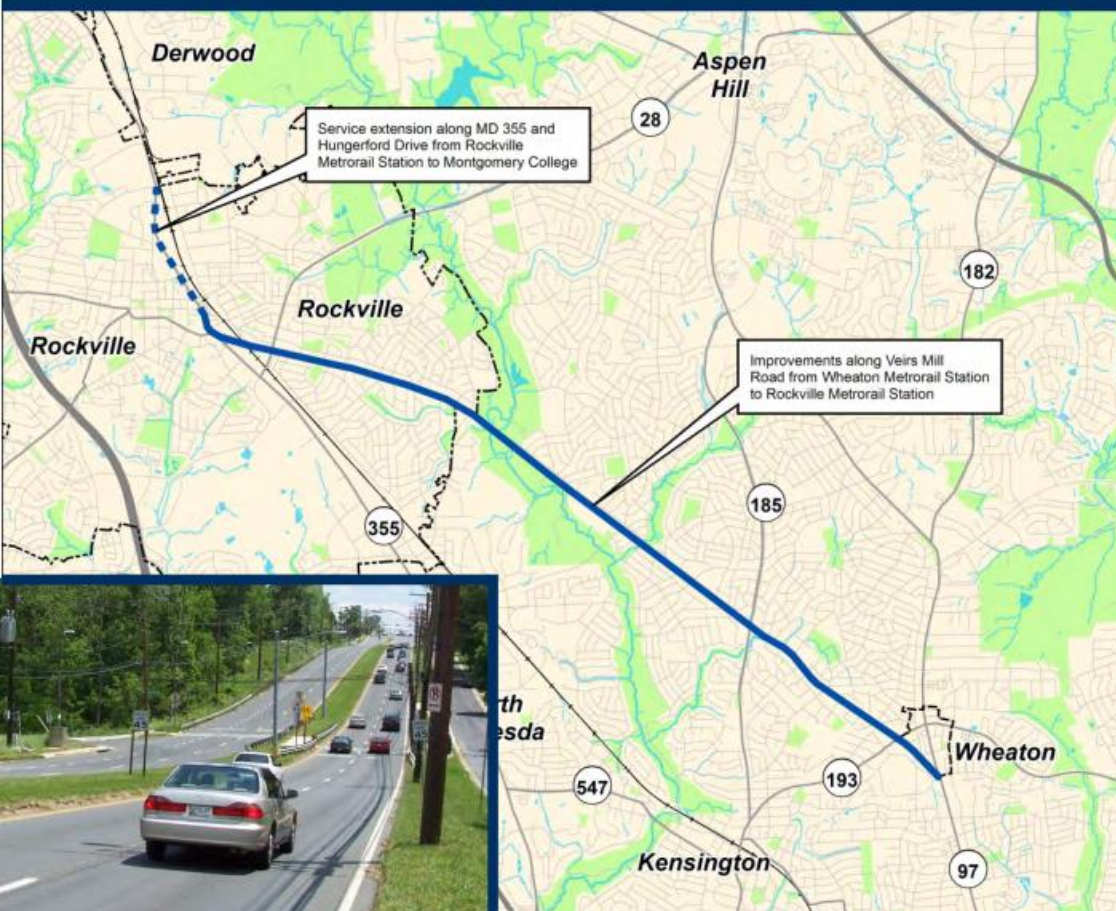 Derwood
Aspen
Hill
28
Service extension along MD 355 and
Hungerford Drive from Rockville
Metrorail Station to Montgomery College
182
Rockville
Rockville
Improvements along Veirs Mill
Road from Wheaton Metrorail Station
to Rockville Metrorail Station
185
355
45
45
rth
esda
Wheaton
193
547
Kensington
97